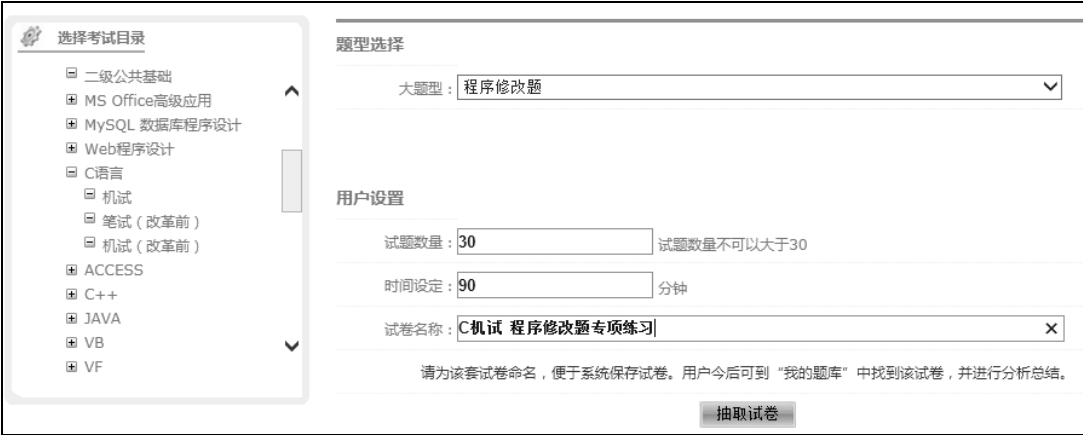 选择考试目录
二级公共基础
MS Office高级应用
MySQL 数据库程序设计
Web程序设计
C语言
机试
笔试（改革前）
机试（改革前）
ACCESS
C++
JAVA
VB
VF
题型选择
大题型：程序修改题
用户设置
试题数量：30 试题数量不可以大于30
时间设定：90 分钟
试卷名称：C机试 程序修改题专项练习
请为该套试卷命名，便于系统保存试卷。用户今后可到“我的题库”中找到该试卷，并进行分析总结。
抽取试卷